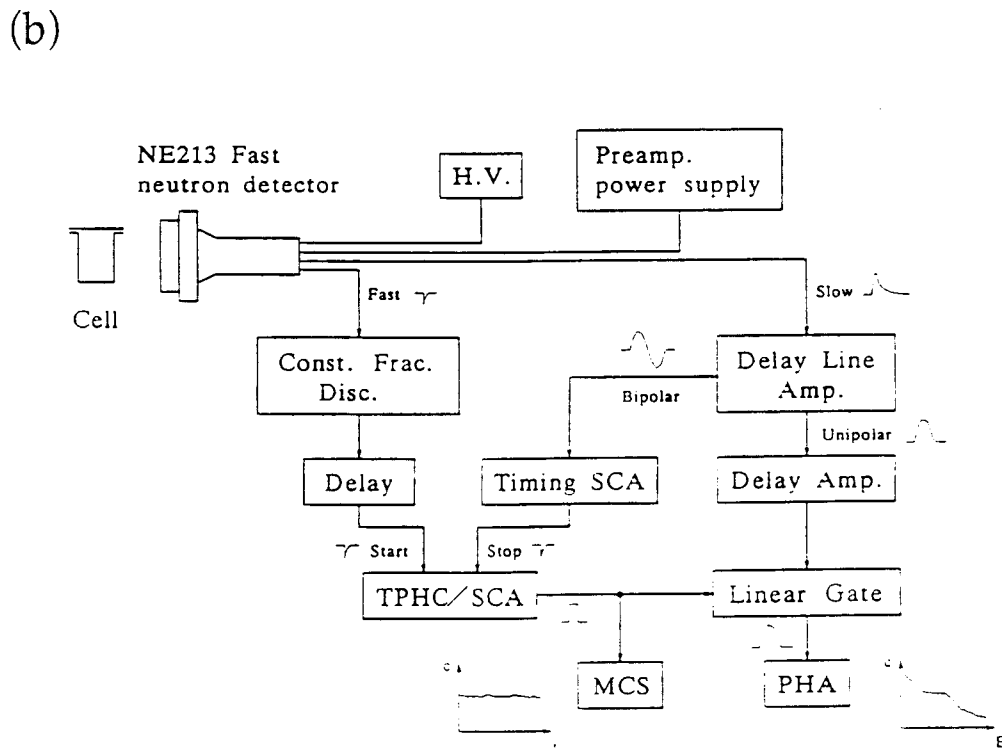 (b)
NE213 Fast
neutron detector
H.V.
Preamp.
power supply
Cell
Fast
Slow
Const. Frac.
Disc.
Bipolar
Delay Line
Amp.
Unipolar
Delay
Timing SCA
Delay Amp.
Start
Stop
TPHC/SCA
Linear Gate
MCS
PHA
c
E